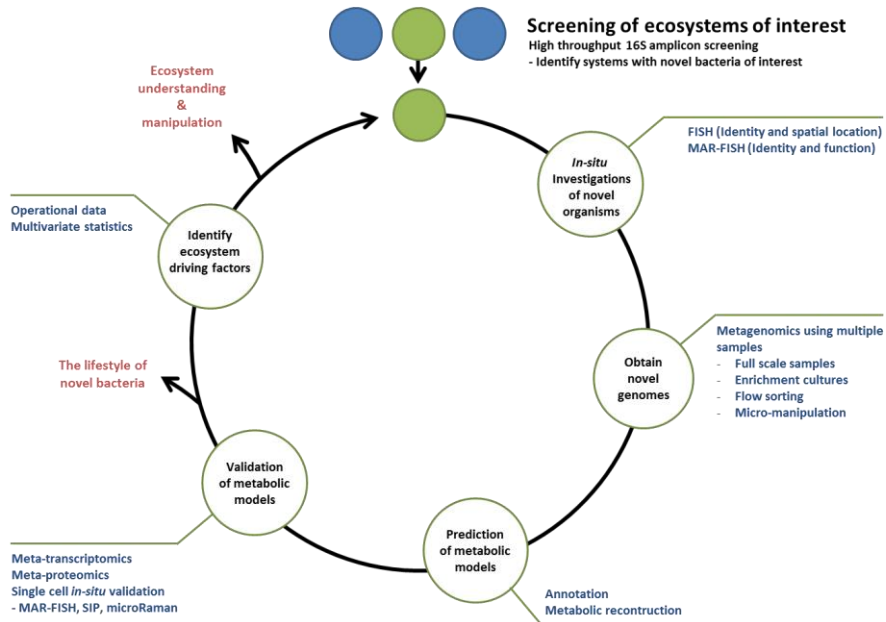 Screening of ecosystems of interest
High throughput 16S amplicon screening
- Identify systems with novel bacteria of interest
FISH (Identity and spatial location)
MAR-FISH (Identity and function)
In-situ
Investigations
of novel
organisms
Metagenomics using multiple
samples
- Full scale samples
- Enrichment cultures
- Flow sorting
- Micro-manipulation
Obtain
novel
genomes
Prediction
of metabolic
models
Annotation
Metabolic recontruction
Validation
of metabolic
models
Meta-transcriptomics
Meta-proteomics
Single cell in-situ validation
- MAR-FISH, SIP, microRaman
The lifestyle of
novel bacteria
Identify
ecosystem
driving factors
Operational data
Multivariate statistics
Ecosystem
understanding
&
manipulation